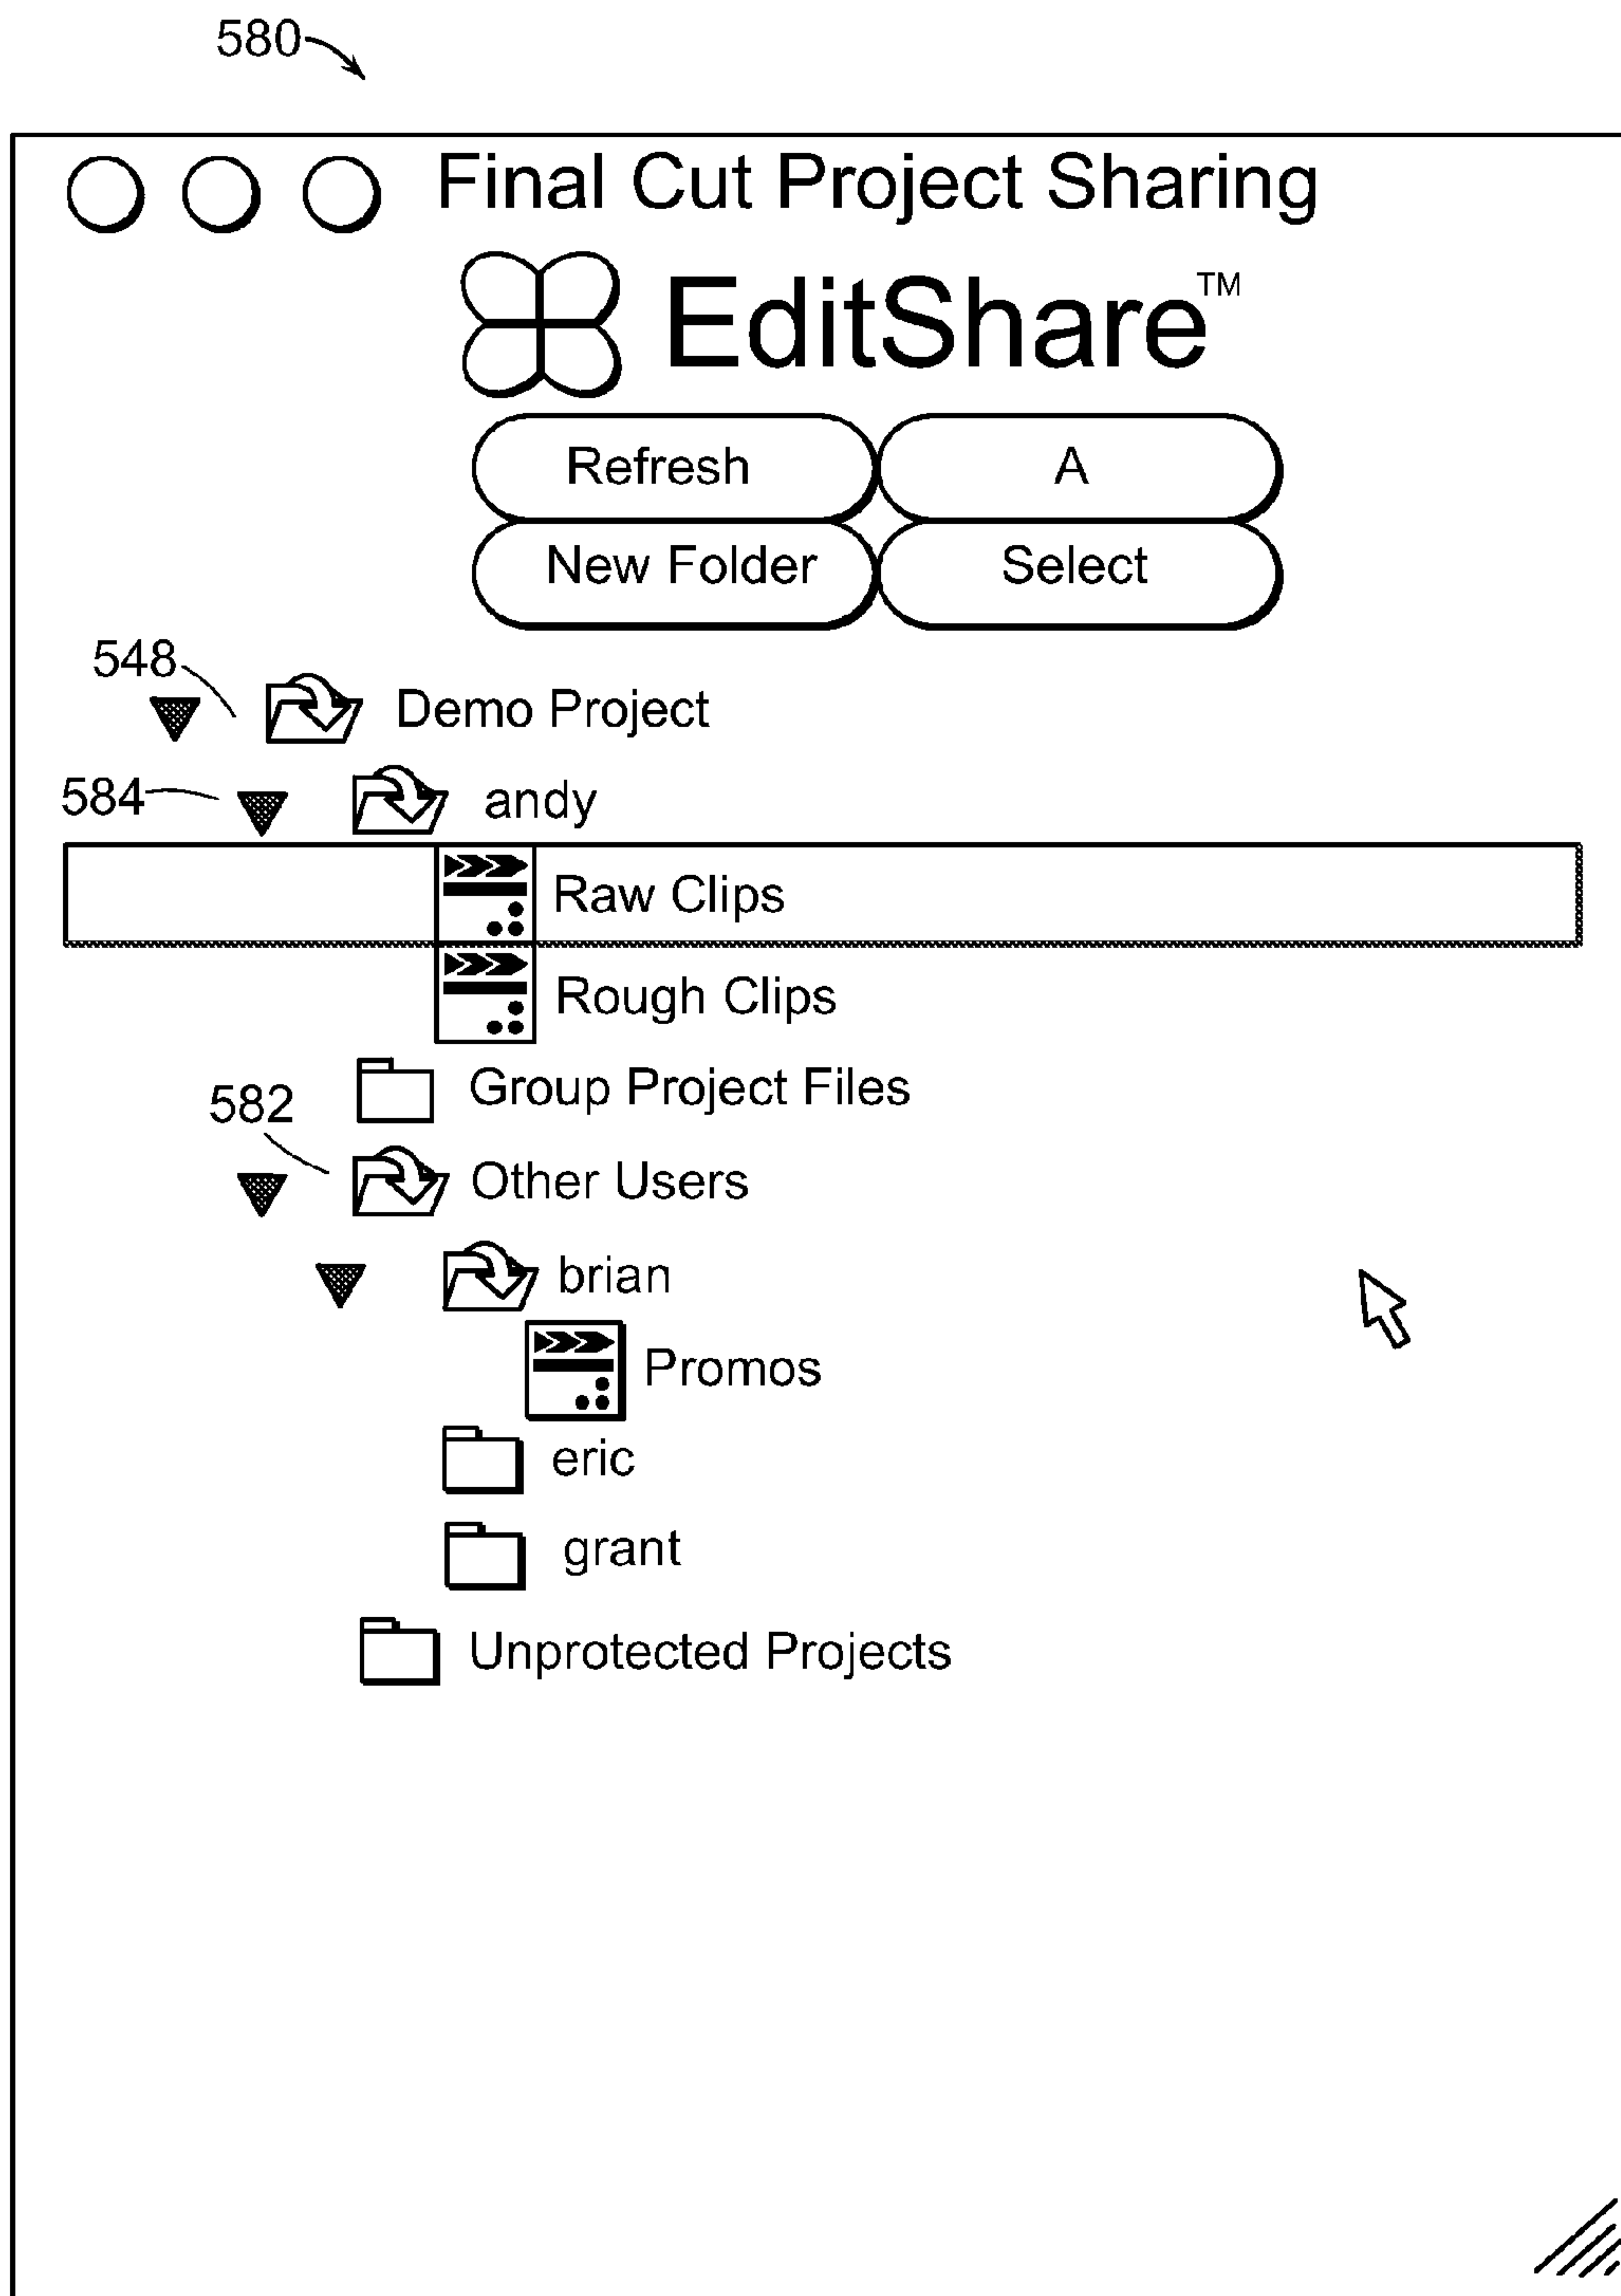 580
Final Cut Project Sharing
EditShare™
Refresh A
New Folder Select
548
Demo Project
584
andy
Raw Clips
Rough Clips
Group Project Files
582
Other Users
brian
Promos
eric
grant
Unprotected Projects